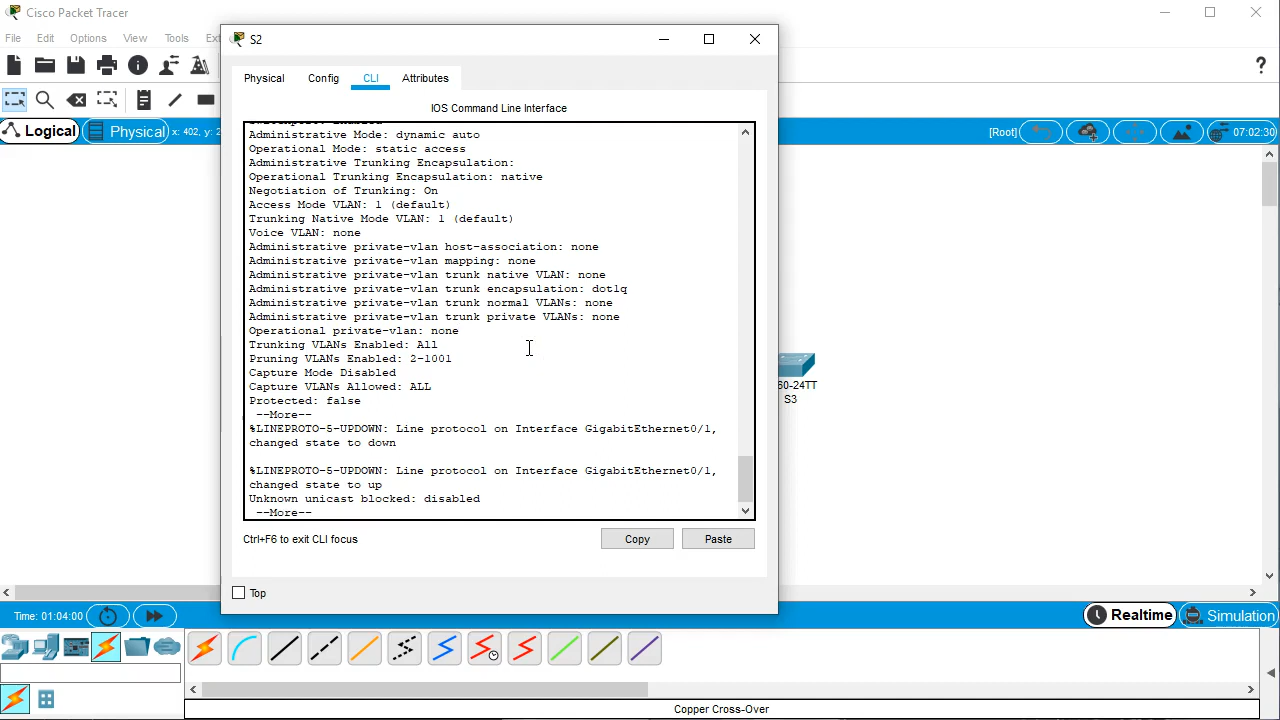 Cisco Packet Tracer
File Edit Options View Tools Ext
Logical
Physical
x: 402, y: 2
[Root]
07:02:30
S2
Physical Config CLI Attributes
IOS Command Line Interface
Administrative Mode: dynamic auto
Operational Mode: static access
Administrative Trunking Encapsulation:
Operational Trunking Encapsulation: native
Negotiation of Trunking: On
Access Mode VLAN: 1 (default)
Trunking Native Mode VLAN: 1 (default)
Voice VLAN: none
Administrative private-vlan host-association: none
Administrative private-vlan mapping: none
Administrative private-vlan trunk native VLAN: none
Administrative private-vlan trunk encapsulation: dot1q
Administrative private-vlan trunk normal VLANs: none
Administrative private-vlan trunk private VLANs: none
Operational private-vlan: none
Trunking VLANs Enabled: All
Pruning VLANs Enabled: 2-1001
Capture Mode Disabled
Capture VLANs Allowed: ALL
Protected: false
--More--
%LINEPROTO-5-UPDOWN: Line protocol on Interface GigabitEthernet0/1,
changed state to down
%LINEPROTO-5-UPDOWN: Line protocol on Interface GigabitEthernet0/1,
changed state to up
Unknown unicast blocked: disabled
--More--
Ctrl+F6 to exit CLI focus
Copy
Paste
Top
60-24TT
S3
Time: 01:04:00
Realtime
Simulation
Copper Cross-Over